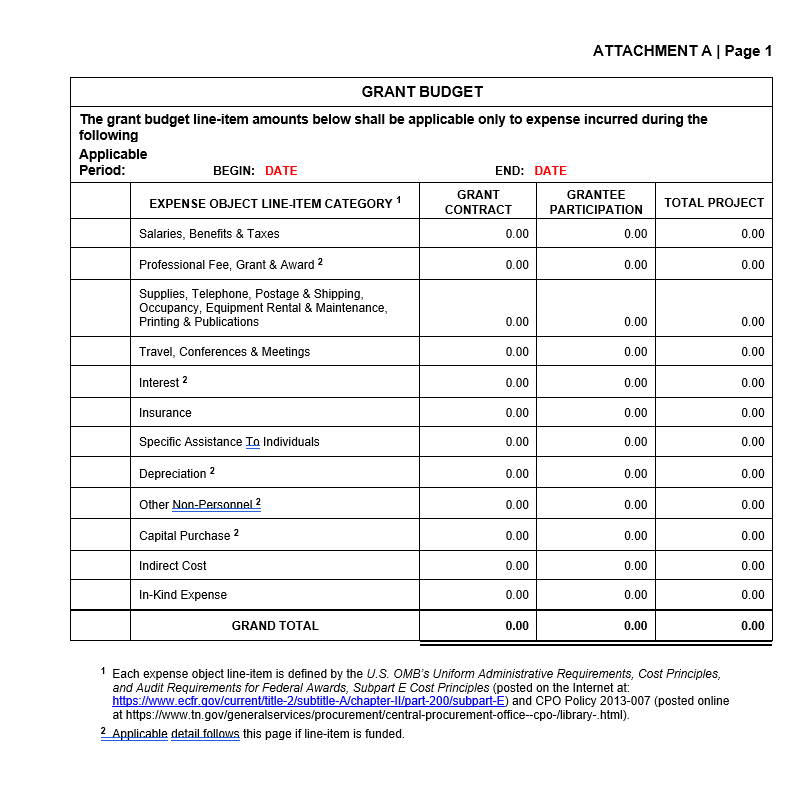 ATTACHMENT A | Page 1
GRANT BUDGET
The grant budget line-item amounts below shall be applicable only to expense incurred during the
following
Applicable
Period: BEGIN: DATE END: DATE
EXPENSE OBJECT LINE-ITEM CATEGORY 1 GRANT CONTRACT GRANTEE PARTICIPATION TOTAL PROJECT
Salaries, Benefits & Taxes 0.00 0.00 0.00
Professional Fee, Grant & Award 2 0.00 0.00 0.00
Supplies, Telephone, Postage & Shipping,
Occupancy, Equipment Rental & Maintenance,
Printing & Publications 0.00 0.00 0.00
Travel, Conferences & Meetings 0.00 0.00 0.00
Interest 2 0.00 0.00 0.00
Insurance 0.00 0.00 0.00
Specific Assistance To Individuals 0.00 0.00 0.00
Depreciation 2 0.00 0.00 0.00
Other Non-Personnel 2 0.00 0.00 0.00
Capital Purchase 2 0.00 0.00 0.00
Indirect Cost 0.00 0.00 0.00
In-Kind Expense 0.00 0.00 0.00
GRAND TOTAL 0.00 0.00 0.00
1 Each expense object line-item is defined by the U.S. OMB's Uniform Administrative Requirements, Cost Principles,
and Audit Requirements for Federal Awards, Subpart E Cost Principles (posted on the Internet at:
https://www.ecfr.gov/current/title-2/subtitle-A/chapter-II/part-200/subpart-E) and CPO Policy 2013-007 (posted online
at https://www.tn.gov/generalservices/procurement/central-procurement-office--cpo-/library-.html).
2 Applicable detail follows this page if line-item is funded.